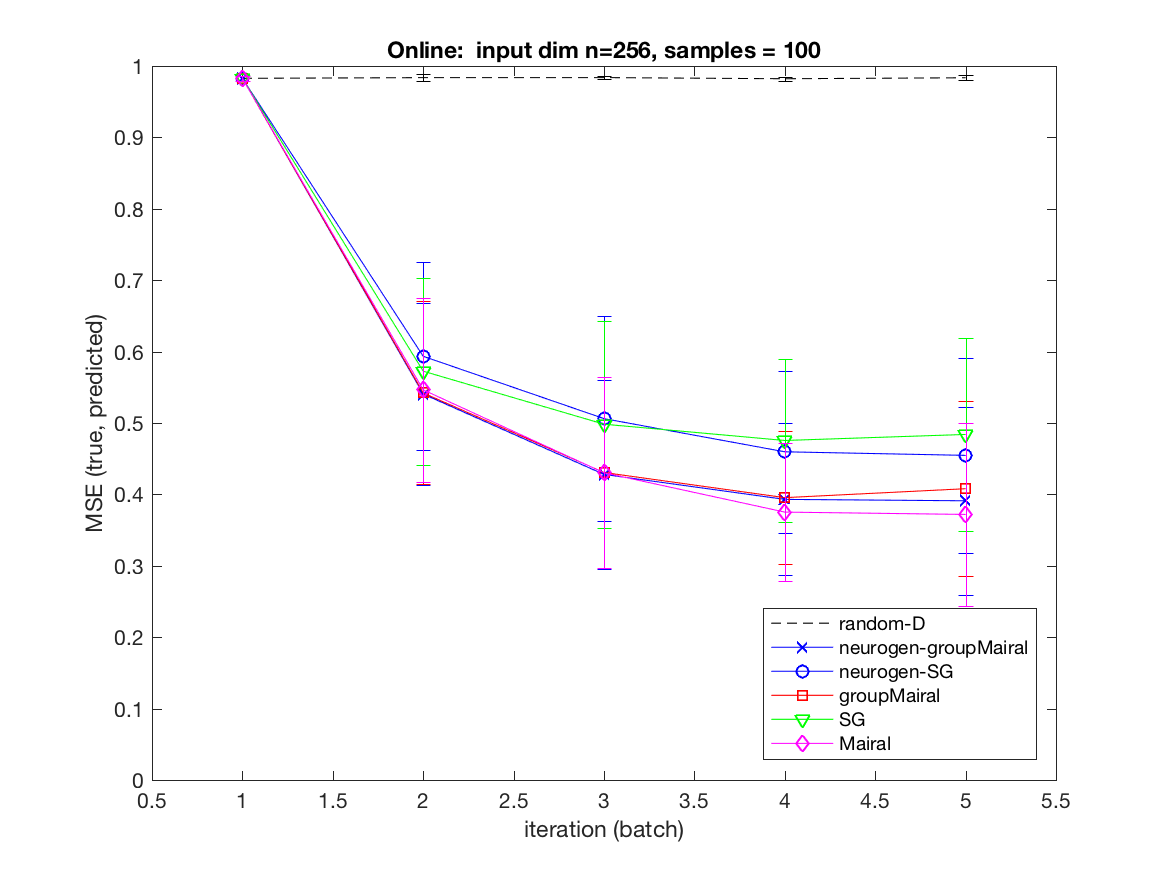 Online: input dim n=256, samples = 100
MSE (true, predicted)
1
0.9
0.8
0.7
0.6
0.5
0.4
0.3
0.2
0.1
0
random-D
neurogen-groupMairal
neurogen-SG
groupMairal
SG
Mairal
0.5 1 1.5 2 2.5 3 3.5 4 4.5 5 5.5
iteration (batch)